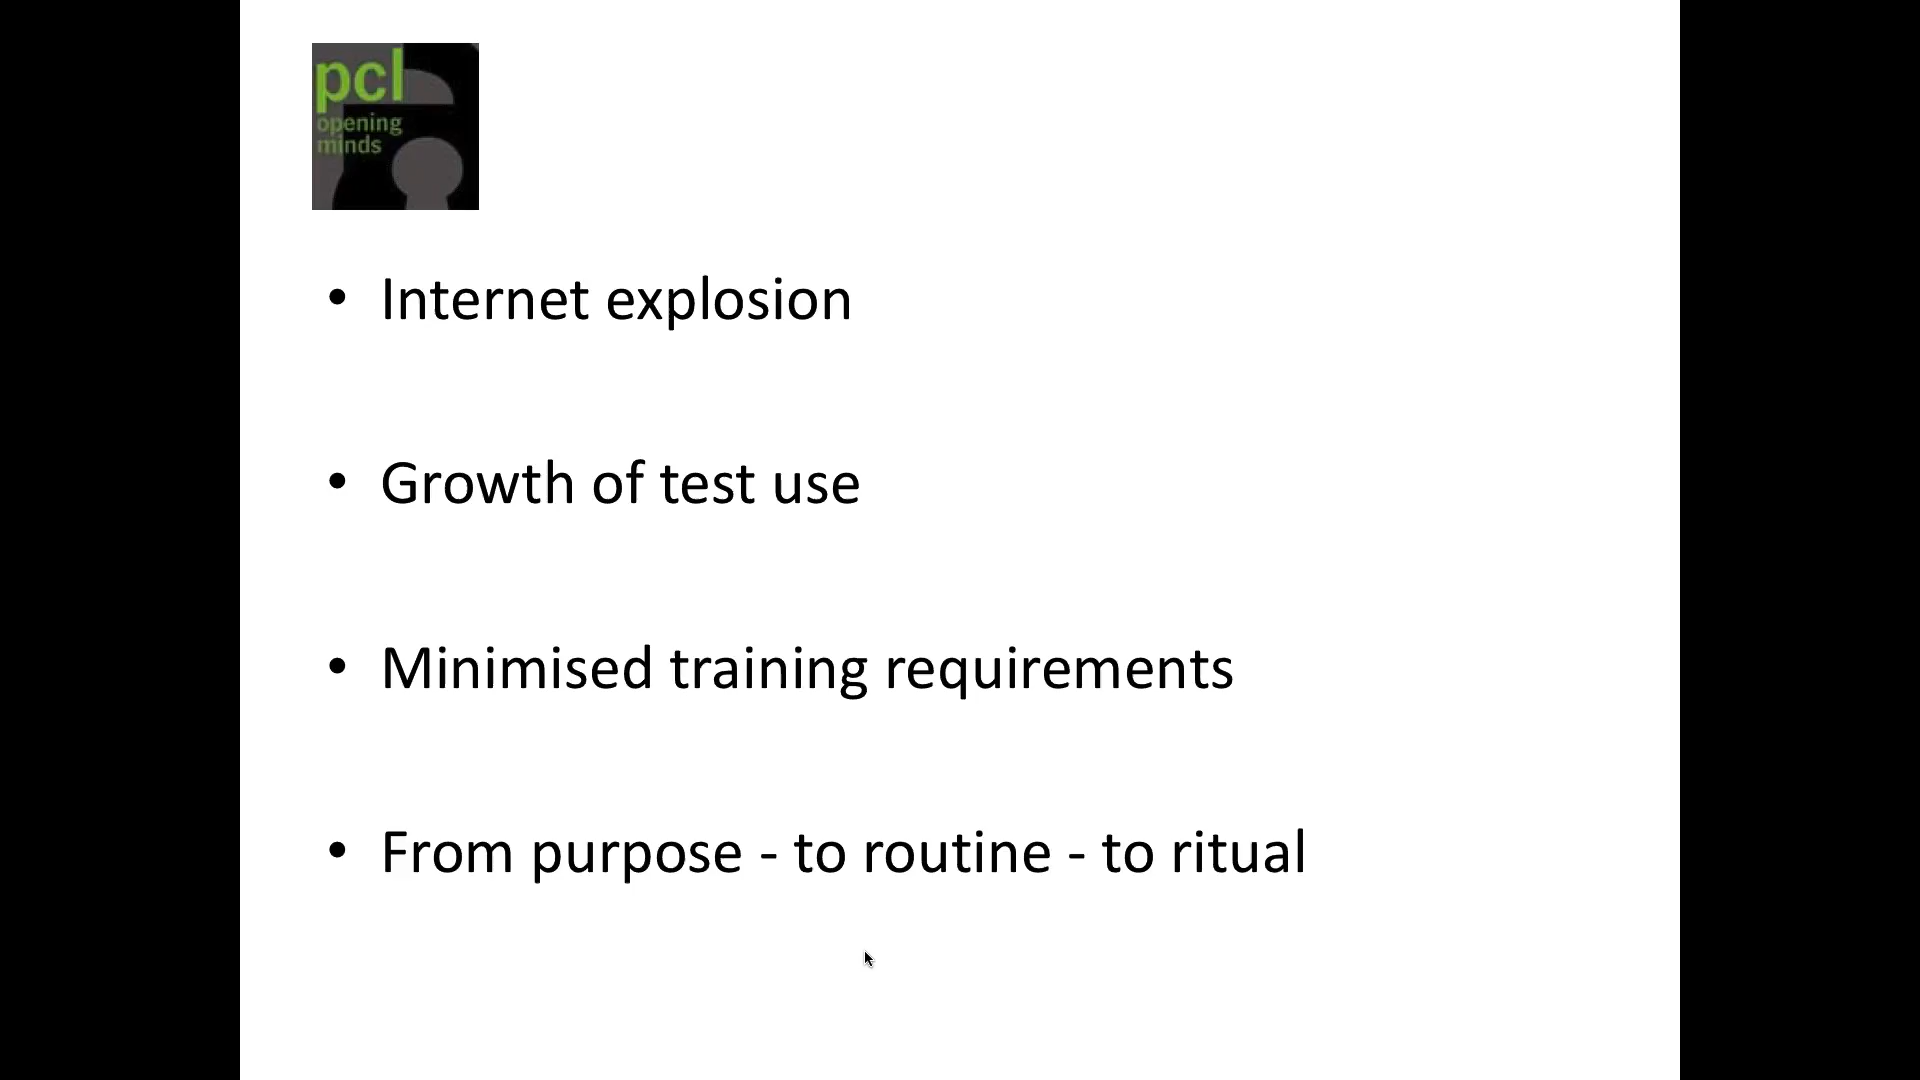 pcl
opening
minds
• Internet explosion
• Growth of test use
• Minimised training requirements
• From purpose - to routine - to ritual